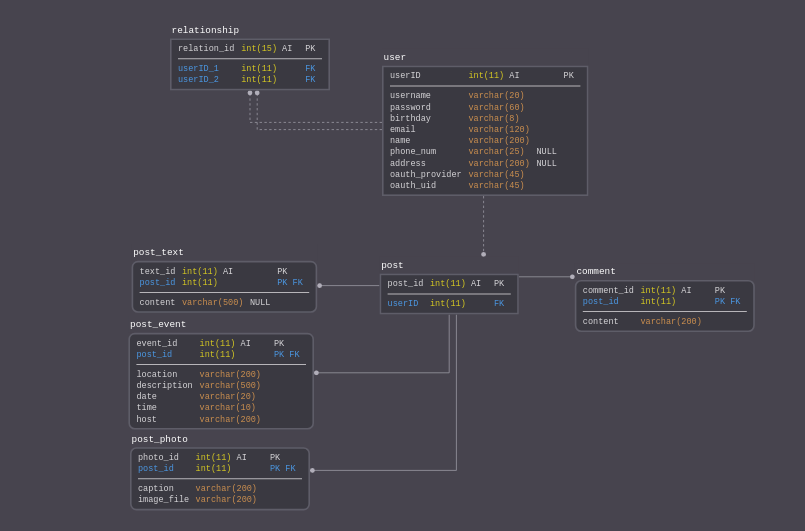 relationship
relation_id int(15) AI PK
userID_1 int(11) FK
userID_2 int(11) FK
user
userID int(11) AI PK
username varchar(20)
password varchar(60)
birthday varchar(8)
email varchar(120)
name varchar(200)
phone_num varchar(25) NULL
address varchar(200) NULL
oauth_provider varchar(45)
oauth_uid varchar(45)
post_text
text_id int(11) AI PK
post_id int(11) PK FK
content varchar(500) NULL
post
post_id int(11) AI PK
userID int(11) FK
comment
comment_id int(11) AI PK
post_id int(11) PK FK
content varchar(200)
post_event
event_id int(11) AI PK
post_id int(11) PK FK
location varchar(200)
description varchar(500)
date varchar(20)
time varchar(10)
host varchar(200)
post_photo
photo_id int(11) AI PK
post_id int(11) PK FK
caption varchar(200)
image_file varchar(200)